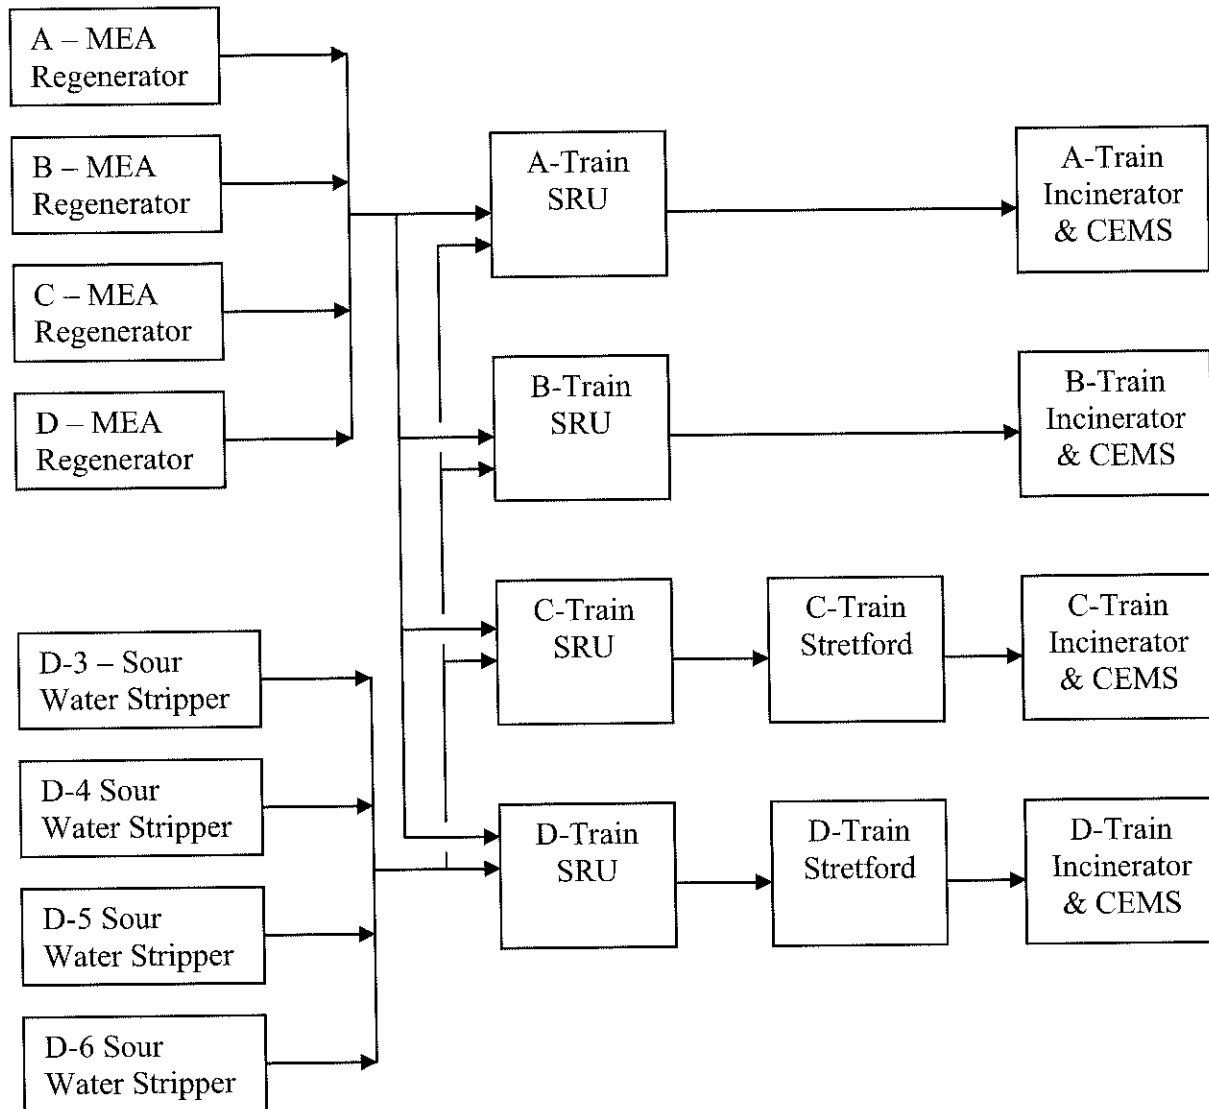 A – MEA
Regenerator
B – MEA
Regenerator
C – MEA
Regenerator
D – MEA
Regenerator
D-3 – Sour
Water Stripper
D-4 Sour
Water Stripper
D-5 Sour
Water Stripper
D-6 Sour
Water Stripper
A-Train
SRU
B-Train
SRU
C-Train
SRU
D-Train
SRU
C-Train
Stretford
D-Train
Stretford
A-Train
Incinerator
& CEMS
B-Train
Incinerator
& CEMS
C-Train
Incinerator
& CEMS
D-Train
Incinerator
& CEMS